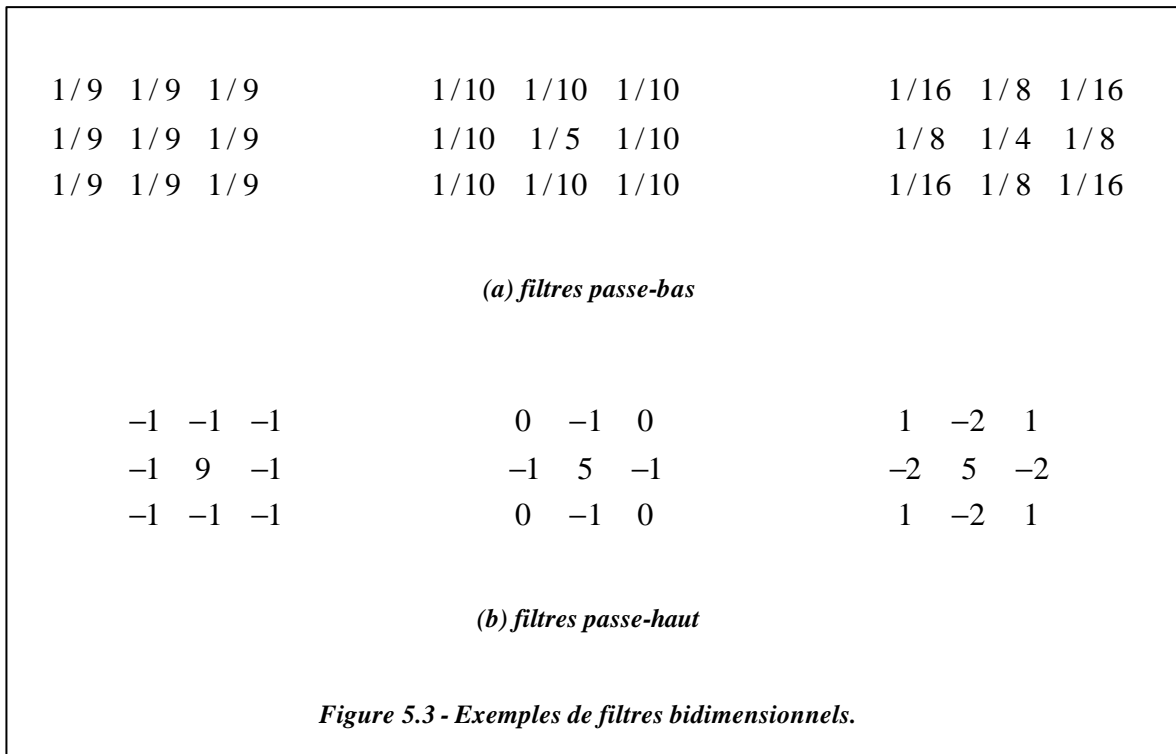 1/9 1/9 1/9 1/10 1/10 1/10 1/16 1/8 1/16
1/9 1/9 1/9 1/10 1/5 1/10 1/8 1/4 1/8
1/9 1/9 1/9 1/10 1/10 1/10 1/16 1/8 1/16
(a) filtres passe-bas
−1 −1 −1 0 −1 0 1 −2 1
−1 9 −1 −1 5 −1 −2 5 −2
−1 −1 −1 0 −1 0 1 −2 1
(b) filtres passe-haut
Figure 5.3 - Exemples de filtres bidimensionnels.